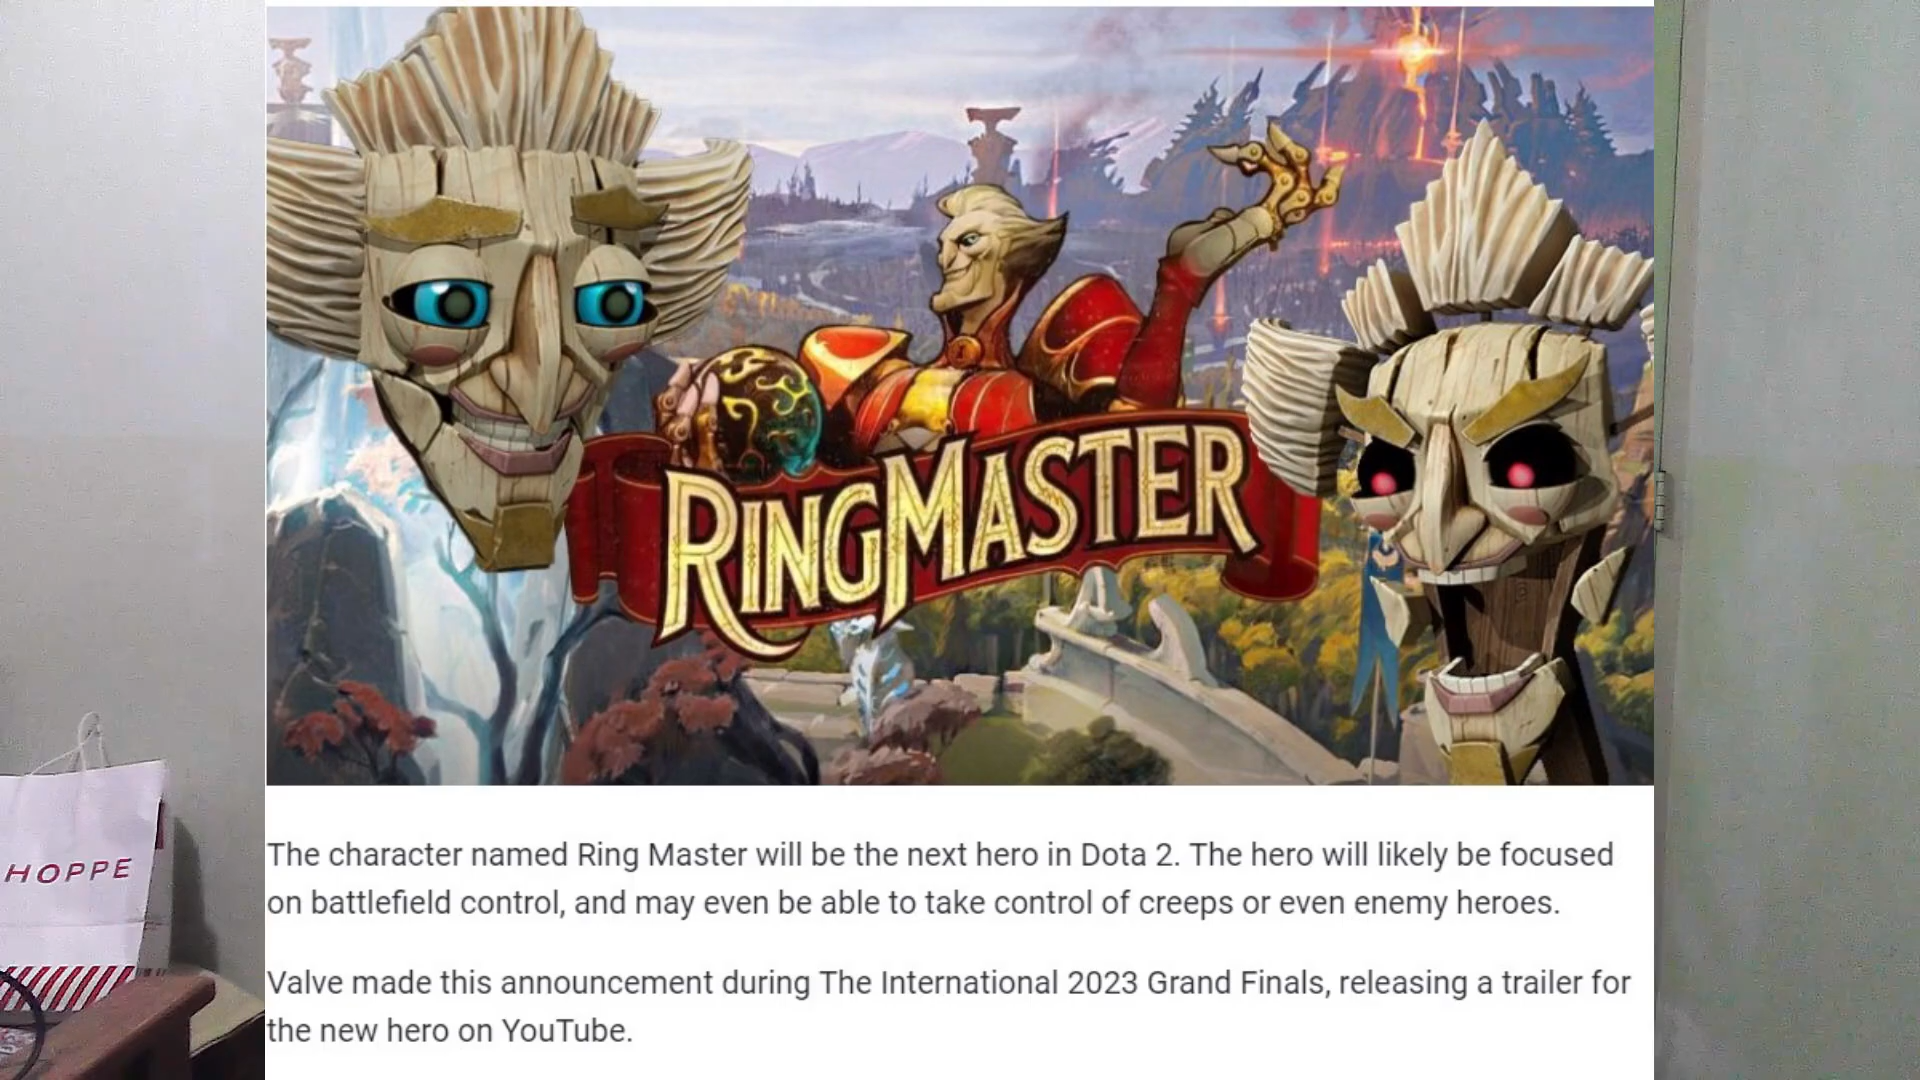 RINGMASTER
HOPPE
The character named Ring Master will be the next hero in Dota 2. The hero will likely be focused
on battlefield control, and may even be able to take control of creeps or even enemy heroes.
Valve made this announcement during The International 2023 Grand Finals, releasing a trailer for
the new hero on YouTube.